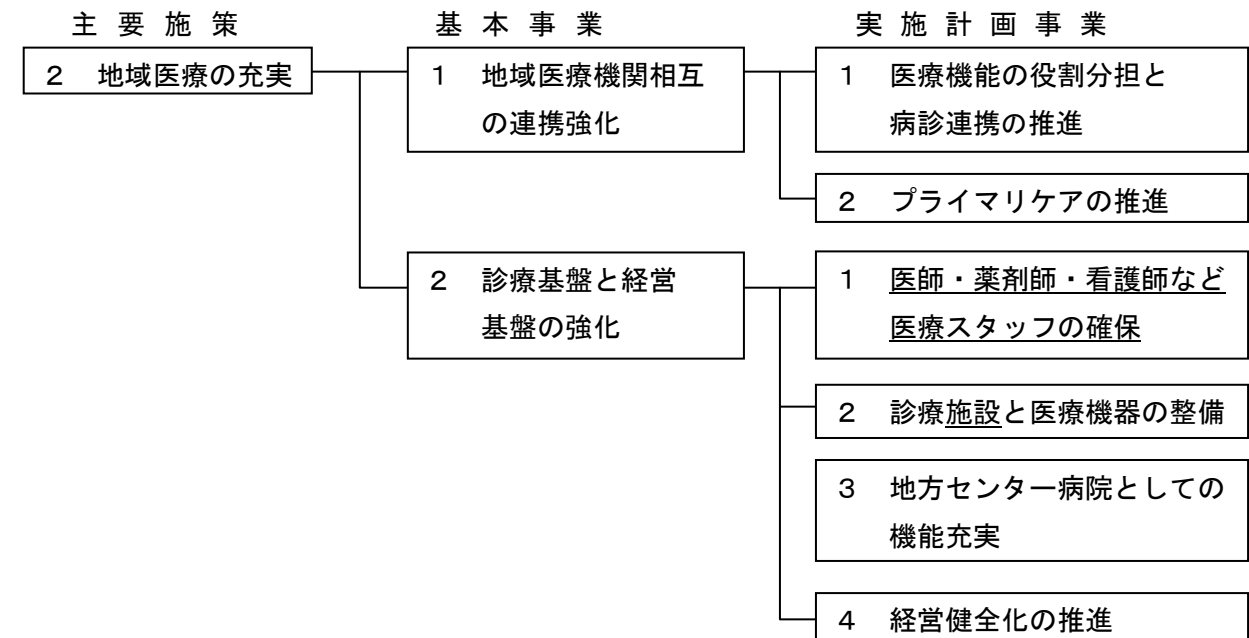 主要施策
基本事業
実施計画事業
2 地域医療の充実
1 地域医療機関相互
の連携強化
1 医療機能の役割分担と
病診連携の推進
2 プライマリケアの推進
2 診療基盤と経営
基盤の強化
1 医師・薬剤師・看護師など
医療スタッフの確保
2 診療施設と医療機器の整備
3 地方センター病院としての
機能充実
4 経営健全化の推進